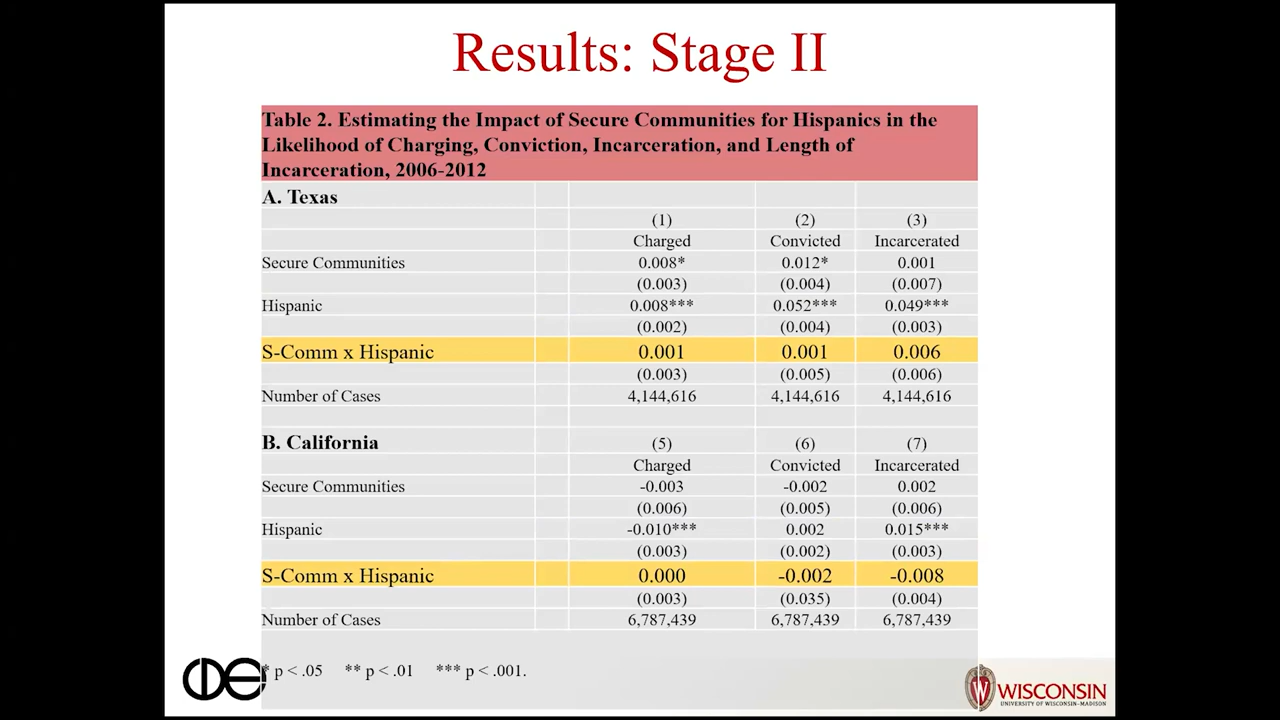 Results: Stage II
Table 2. Estimating the Impact of Secure Communities for Hispanics in the
Likelihood of Charging, Conviction, Incarceration, and Length of
Incarceration, 2006-2012
A. Texas
(1) (2) (3)
Charged Convicted Incarcerated
Secure Communities 0.008* 0.012* 0.001
(0.003) (0.004) (0.007)
Hispanic 0.008*** 0.052*** 0.049***
(0.002) (0.004) (0.003)
S-Comm x Hispanic 0.001 0.001 0.006
(0.003) (0.005) (0.006)
Number of Cases 4,144,616 4,144,616 4,144,616
B. California (5) (6) (7)
Charged Convicted Incarcerated
Secure Communities -0.003 -0.002 0.002
(0.006) (0.005) (0.006)
Hispanic -0.010*** 0.002 0.015***
(0.003) (0.002) (0.003)
S-Comm x Hispanic 0.000 -0.002 -0.008
(0.003) (0.035) (0.004)
Number of Cases 6,787,439 6,787,439 6,787,439
* p < .05 ** p < .01 *** p < .001.
CDE
W WISCONSIN
UNIVERSITY OF WISCONSIN-MADISON